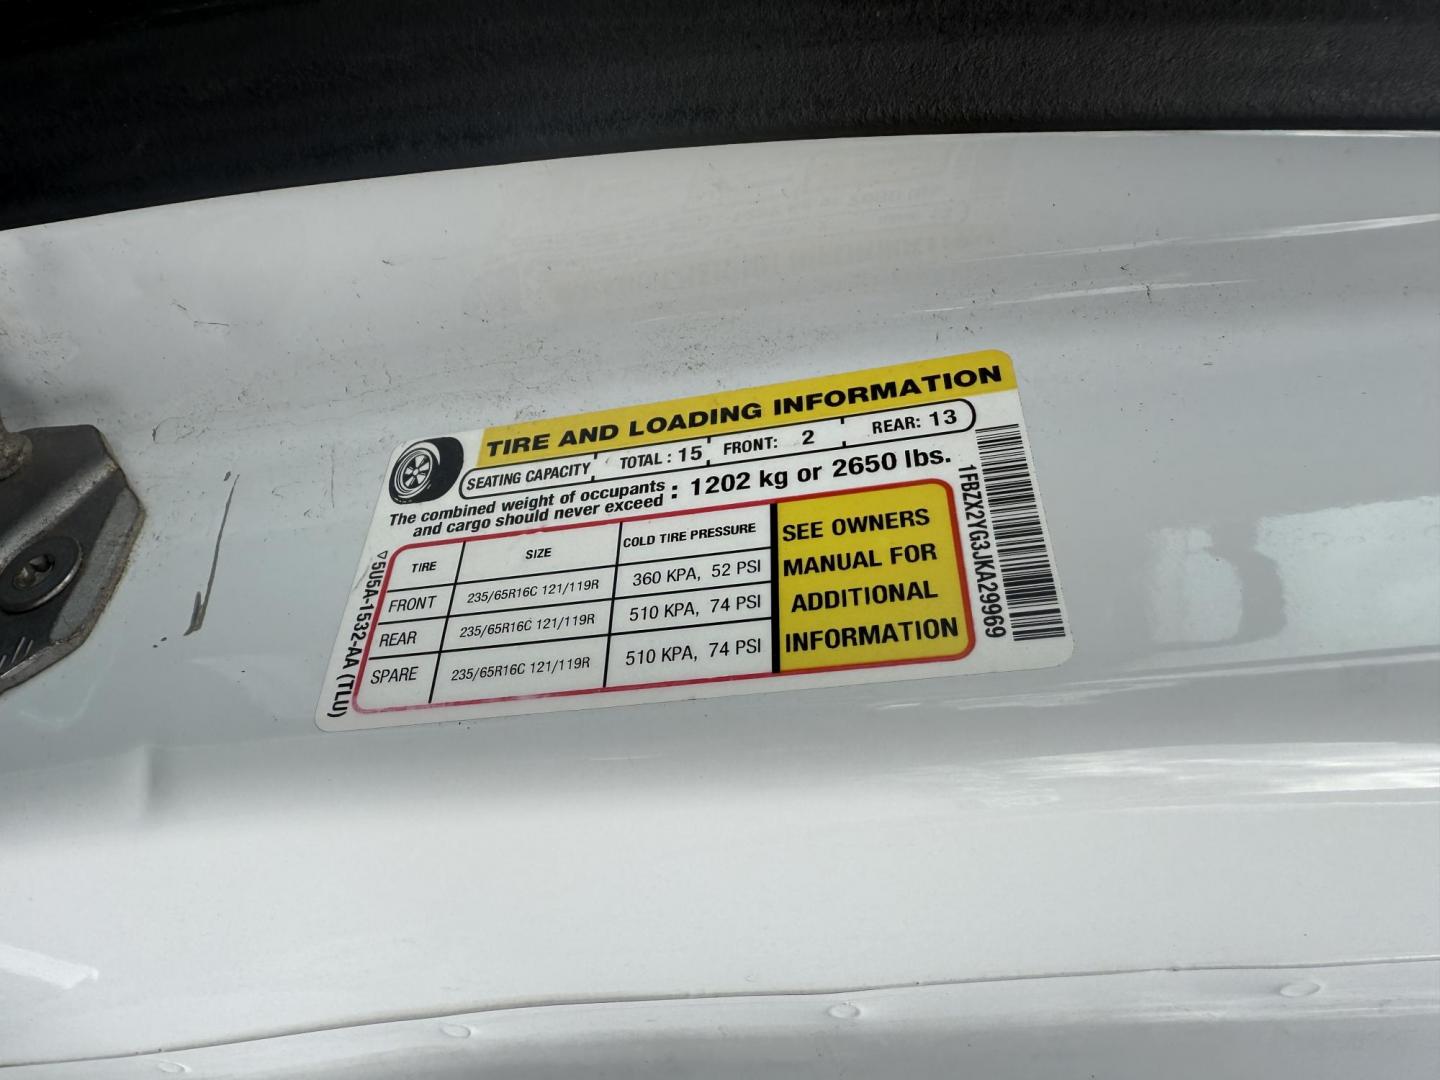 TIRE AND LOADING INFORMATION
SEATING CAPACITY TOTAL : 15 FRONT: 2 REAR: 13
The combined weight of occupants
and cargo should never exceed : 1202 kg or 2650 lbs.
TIRE SIZE COLD TIRE PRESSURE
FRONT 235/65R16C 121/119R 360 KPA, 52 PSI
REAR 235/65R16C 121/119R 510 KPA, 74 PSI
SPARE 235/65R16C 121/119R 510 KPA, 74 PSI
SEE OWNERS
MANUAL FOR
ADDITIONAL
INFORMATION
▽5U5A-1532-AA (TLU)
1FBZX2YG3JKA29969